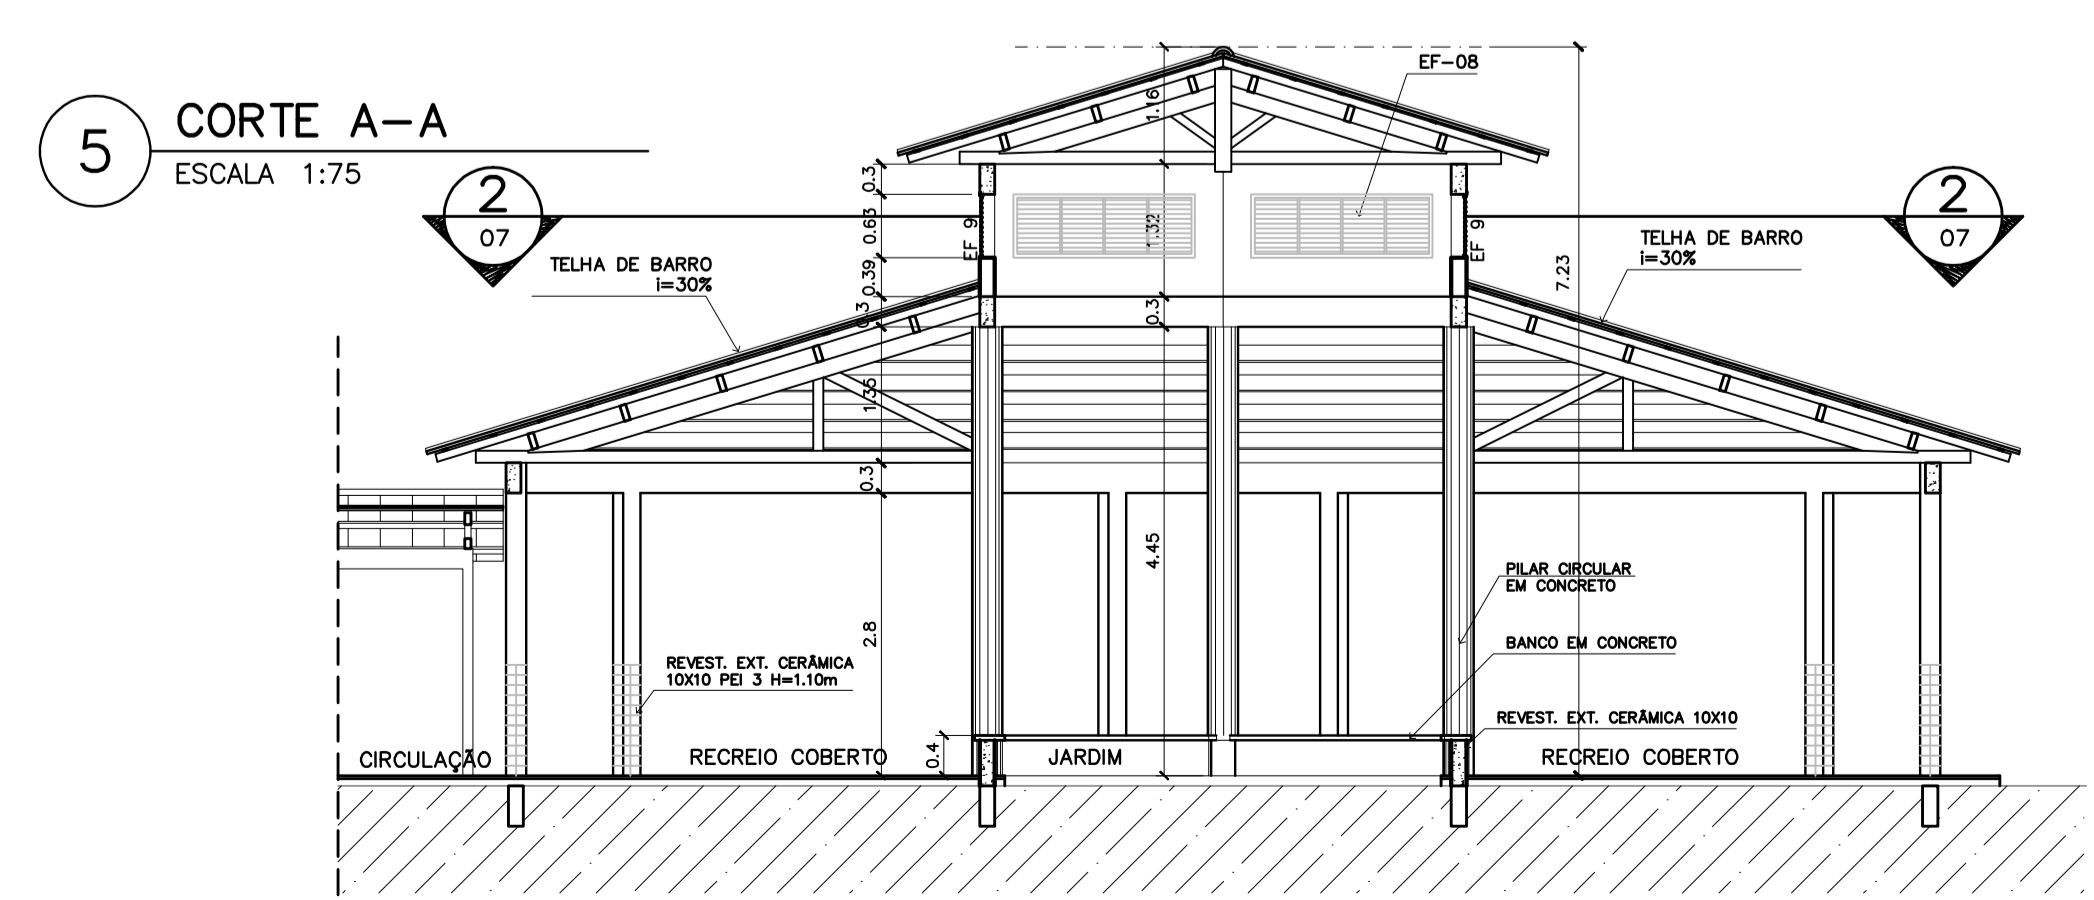 5
CORTE A-A
ESCALA 1:75
2
07
2
07
EF-08
TELHA DE BARRO
i=30%
TELHA DE BARRO
i=30%
EF 9
EF 9
1.16
0.3
0.63
0.39
0.3
1.32
0.3
7.23
1.35
0.3
4.45
2.8
0.4
PILAR CIRCULAR
EM CONCRETO
BANCO EM CONCRETO
REVEST. EXT. CERÂMICA
10X10 PEI 3 H=1.10m
REVEST. EXT. CERÂMICA 10X10
CIRCULAÇÃO
RECREIO COBERTO
JARDIM
RECREIO COBERTO